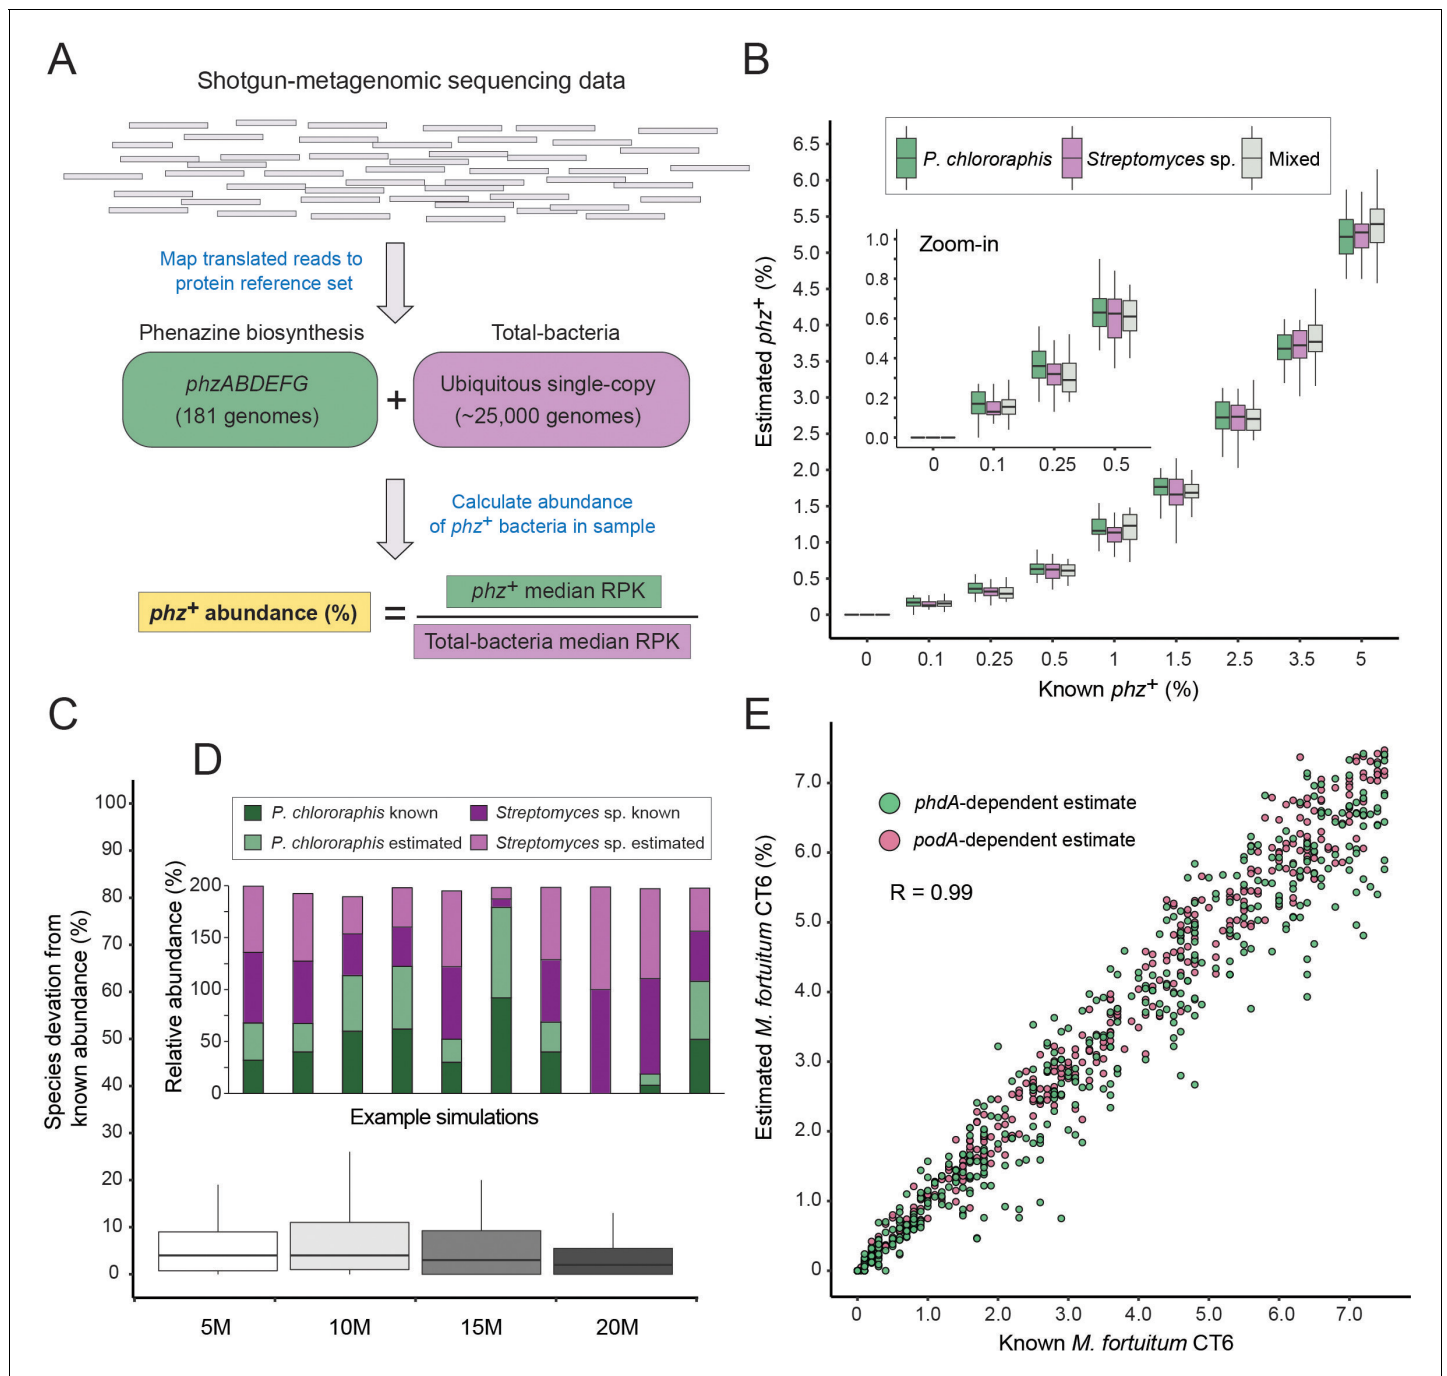 A
Shotgun-metagenomic sequencing data
Map translated reads to
protein reference set
Phenazine biosynthesis
Total-bacteria
phzABDEFG
(181 genomes)
+
Ubiquitous single-copy
(~25,000 genomes)
Calculate abundance
of phz+ bacteria in sample
phz+ abundance (%)
=
phz+ median RPK
Total-bacteria median RPK
B
P. chlororaphis
Streptomyces sp.
Mixed
Estimated phz+ (%)
6.5
6.0
5.5
5.0
4.5
4.0
3.5
3.0
2.5
2.0
1.5
1.0
0.5
0
Zoom-in
1.0
0.8
0.6
0.4
0.2
0.0
0 0.1 0.25 0.5
0 0.1 0.25 0.5 1 1.5 2.5 3.5 5
Known phz+ (%)
C
Species devation from
known abundance (%)
100
90
80
70
60
50
40
30
20
10
0
5M 10M 15M 20M
D
P. chlororaphis known
Streptomyces sp. known
P. chlororaphis estimated
Streptomyces sp. estimated
Relative abundance (%)
200
150
100
50
0
Example simulations
E
phdA-dependent estimate
podA-dependent estimate
R = 0.99
Estimated M. fortuitum CT6 (%)
7.0
6.0
5.0
4.0
3.0
2.0
1.0
0
0 1.0 2.0 3.0 4.0 5.0 6.0 7.0
Known M. fortuitum CT6